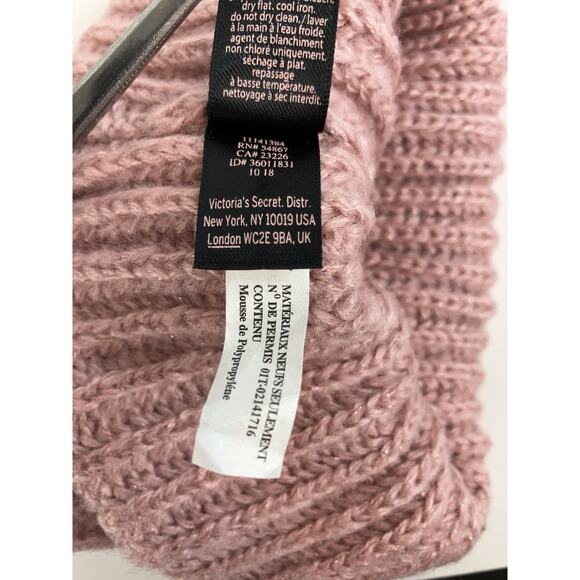 dry flat. cool iron.
do not dry clean./laver
à la main à l'eau froide.
agent de blanchiment
non chloré uniquement.
séchage à plat.
repassage
à basse température.
nettoyage à sec interdit.
11141384
RN# 54867
CA# 23226
ID# 36011831
10 18
Victoria's Secret. Distr.
New York, NY 10019 USA
London WC2E 9BA, UK
MATÉRIAUX NEUFS SEULEMENT
N° DE PERMIS 01T-02141716
CONTENU
Mousse de Polypropyléne